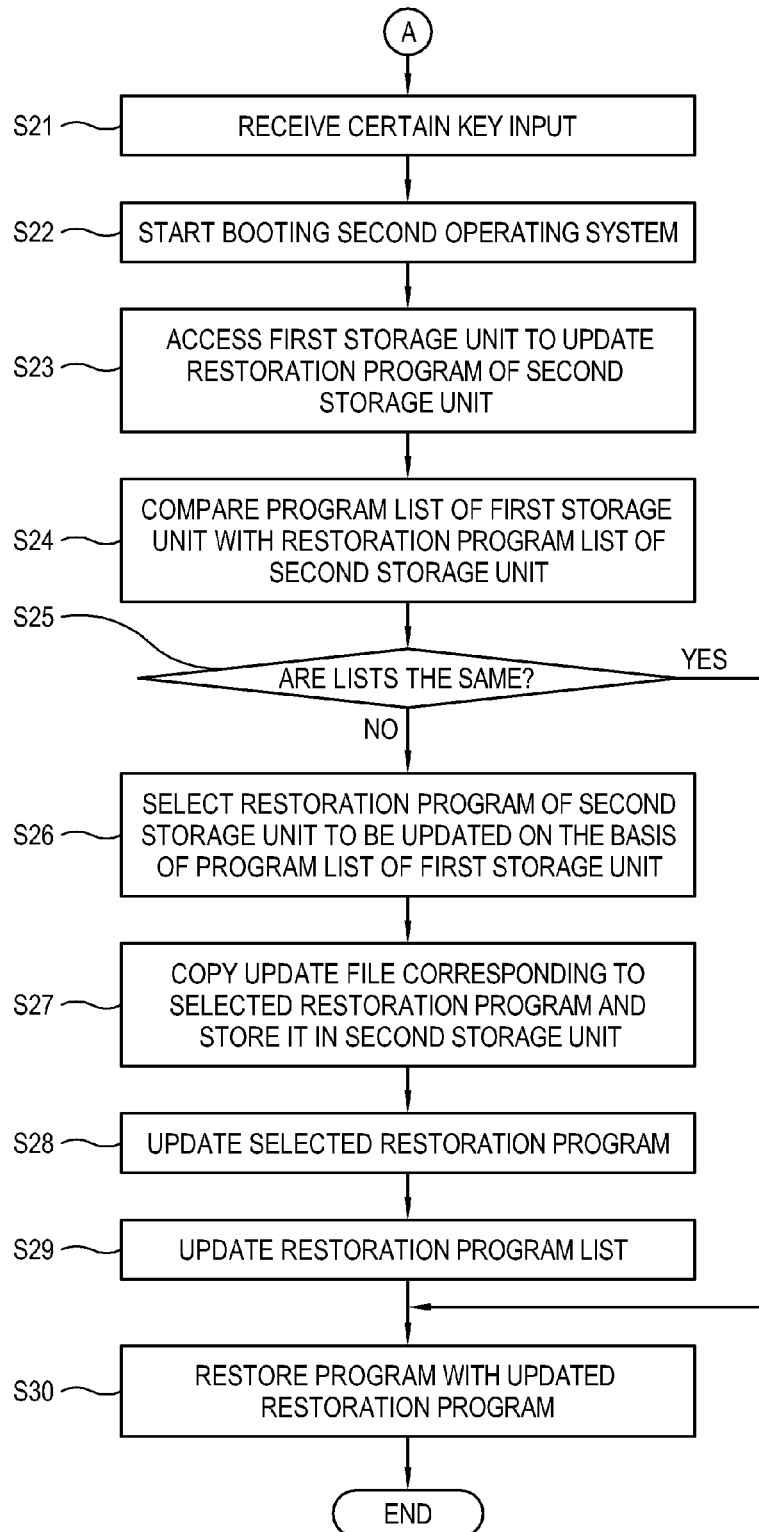 A
S21
RECEIVE CERTAIN KEY INPUT
S22
START BOOTING SECOND OPERATING SYSTEM
S23
ACCESS FIRST STORAGE UNIT TO UPDATE
RESTORATION PROGRAM OF SECOND
STORAGE UNIT
S24
COMPARE PROGRAM LIST OF FIRST STORAGE
UNIT WITH RESTORATION PROGRAM LIST OF
SECOND STORAGE UNIT
S25
ARE LISTS THE SAME?
YES
NO
S26
SELECT RESTORATION PROGRAM OF SECOND
STORAGE UNIT TO BE UPDATED ON THE BASIS
OF PROGRAM LIST OF FIRST STORAGE UNIT
S27
COPY UPDATE FILE CORRESPONDING TO
SELECTED RESTORATION PROGRAM AND
STORE IT IN SECOND STORAGE UNIT
S28
UPDATE SELECTED RESTORATION PROGRAM
S29
UPDATE RESTORATION PROGRAM LIST
S30
RESTORE PROGRAM WITH UPDATED
RESTORATION PROGRAM
END